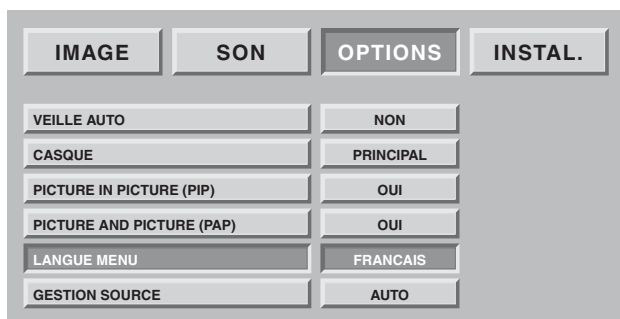 IMAGE SON OPTIONS INSTAL.
VEILLE AUTO NON
CASQUE PRINCIPAL
PICTURE IN PICTURE (PIP) OUI
PICTURE AND PICTURE (PAP) OUI
LANGUE MENU FRANCAIS
GESTION SOURCE AUTO